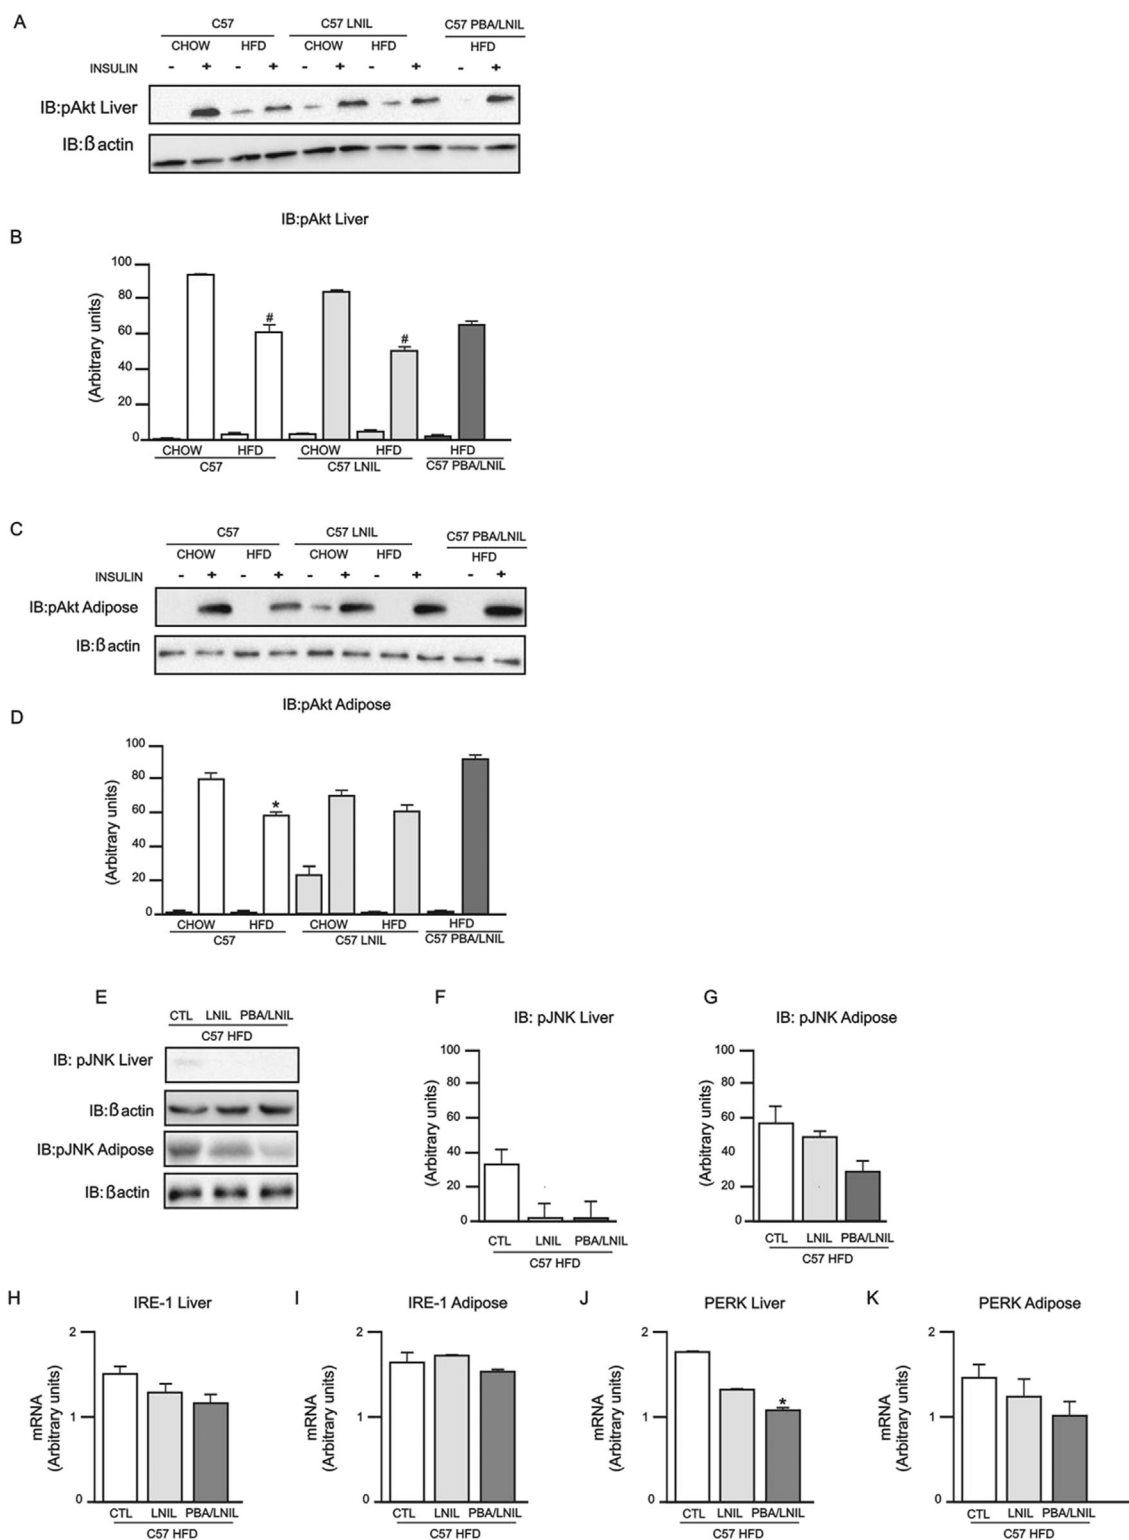 A
C57
C57 LNIL
C57 PBA/LNIL
CHOW
HFD
CHOW
HFD
HFD
INSULIN - + - + - + - + - +
IB:pAkt Liver
IB:βactin
IB:pAkt Liver
B
100
80
60
40
20
0
(Arbitrary units)
#
#
CHOW
HFD
CHOW
HFD
HFD
C57
C57 LNIL
C57 PBA/LNIL
C
C57
C57 LNIL
C57 PBA/LNIL
CHOW
HFD
CHOW
HFD
HFD
INSULIN - + - + - + - + - +
IB:pAkt Adipose
IB:βactin
IB:pAkt Adipose
D
100
80
60
40
20
0
(Arbitrary units)
*
CHOW
HFD
CHOW
HFD
HFD
C57
C57 LNIL
C57 PBA/LNIL
E
CTL LNIL PBA/LNIL
C57 HFD
IB: pJNK Liver
IB:βactin
IB:pJNK Adipose
IB:βactin
F
IB: pJNK Liver
100
80
60
40
20
0
(Arbitrary units)
CTL LNIL PBA/LNIL
C57 HFD
G
IB: pJNK Adipose
100
80
60
40
20
0
(Arbitrary units)
CTL LNIL PBA/LNIL
C57 HFD
H
IRE-1 Liver
2
1
0
mRNA
(Arbitrary units)
CTL LNIL PBA/LNIL
C57 HFD
I
IRE-1 Adipose
2
1
0
mRNA
(Arbitrary units)
CTL LNIL PBA/LNIL
C57 HFD
J
PERK Liver
2
1
0
mRNA
(Arbitrary units)
*
CTL LNIL PBA/LNIL
C57 HFD
K
PERK Adipose
2
1
0
mRNA
(Arbitrary units)
CTL LNIL PBA/LNIL
C57 HFD